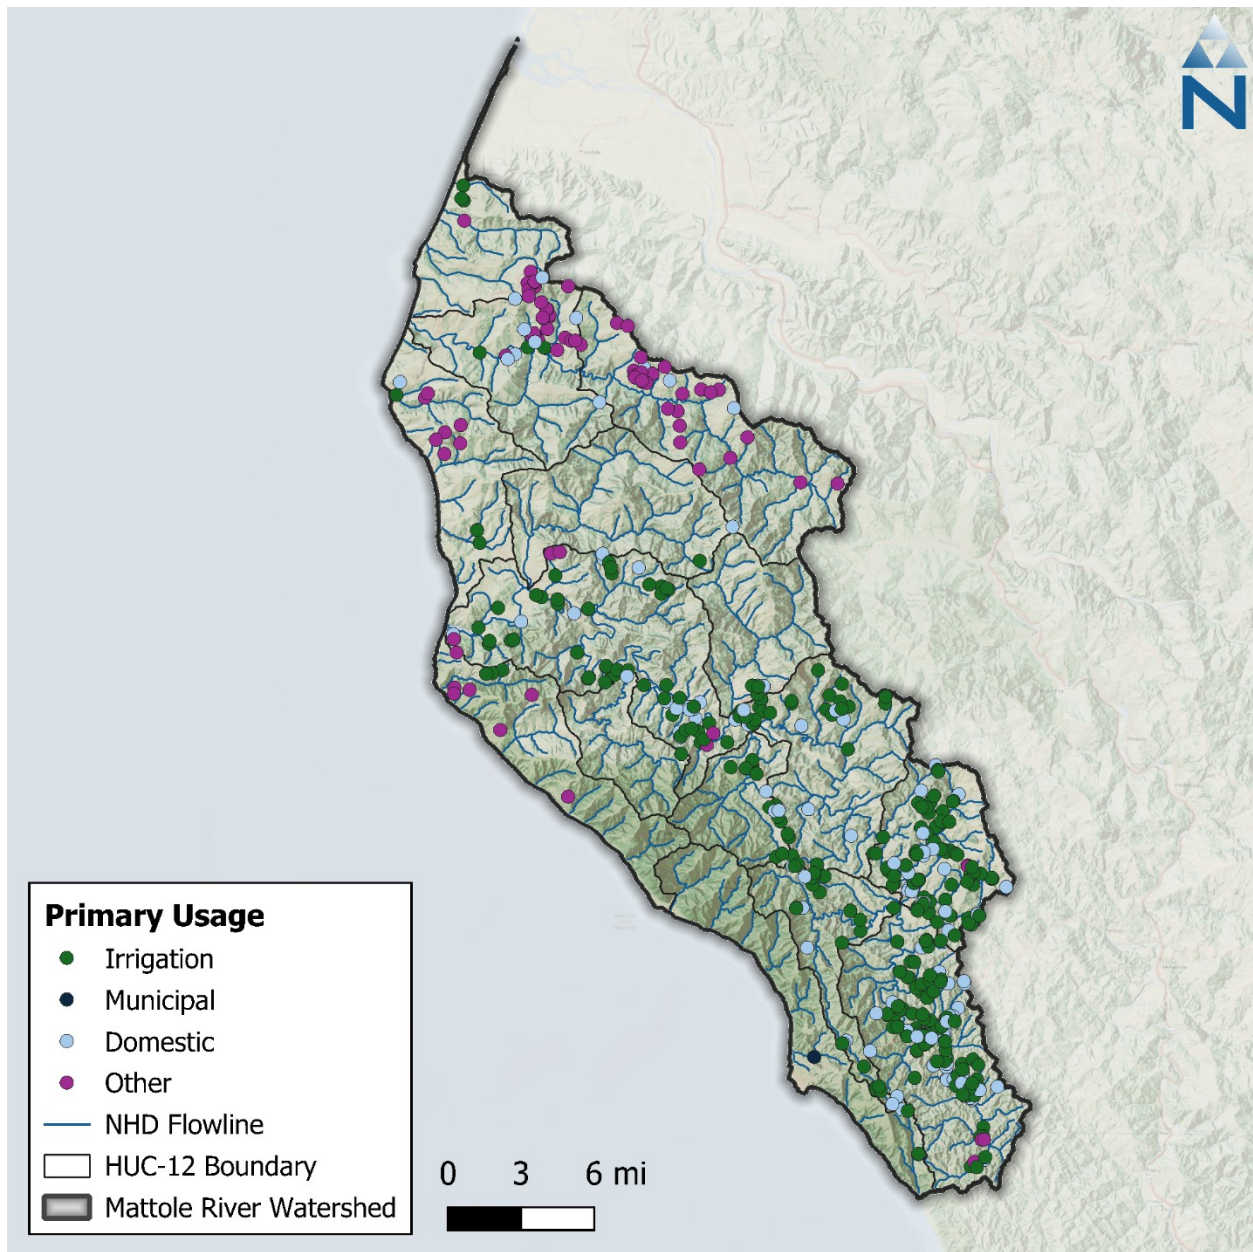 N
Primary Usage
Irrigation
Municipal
Domestic
Other
NHD Flowline
HUC-12 Boundary
Mattole River Watershed
0 3 6 mi